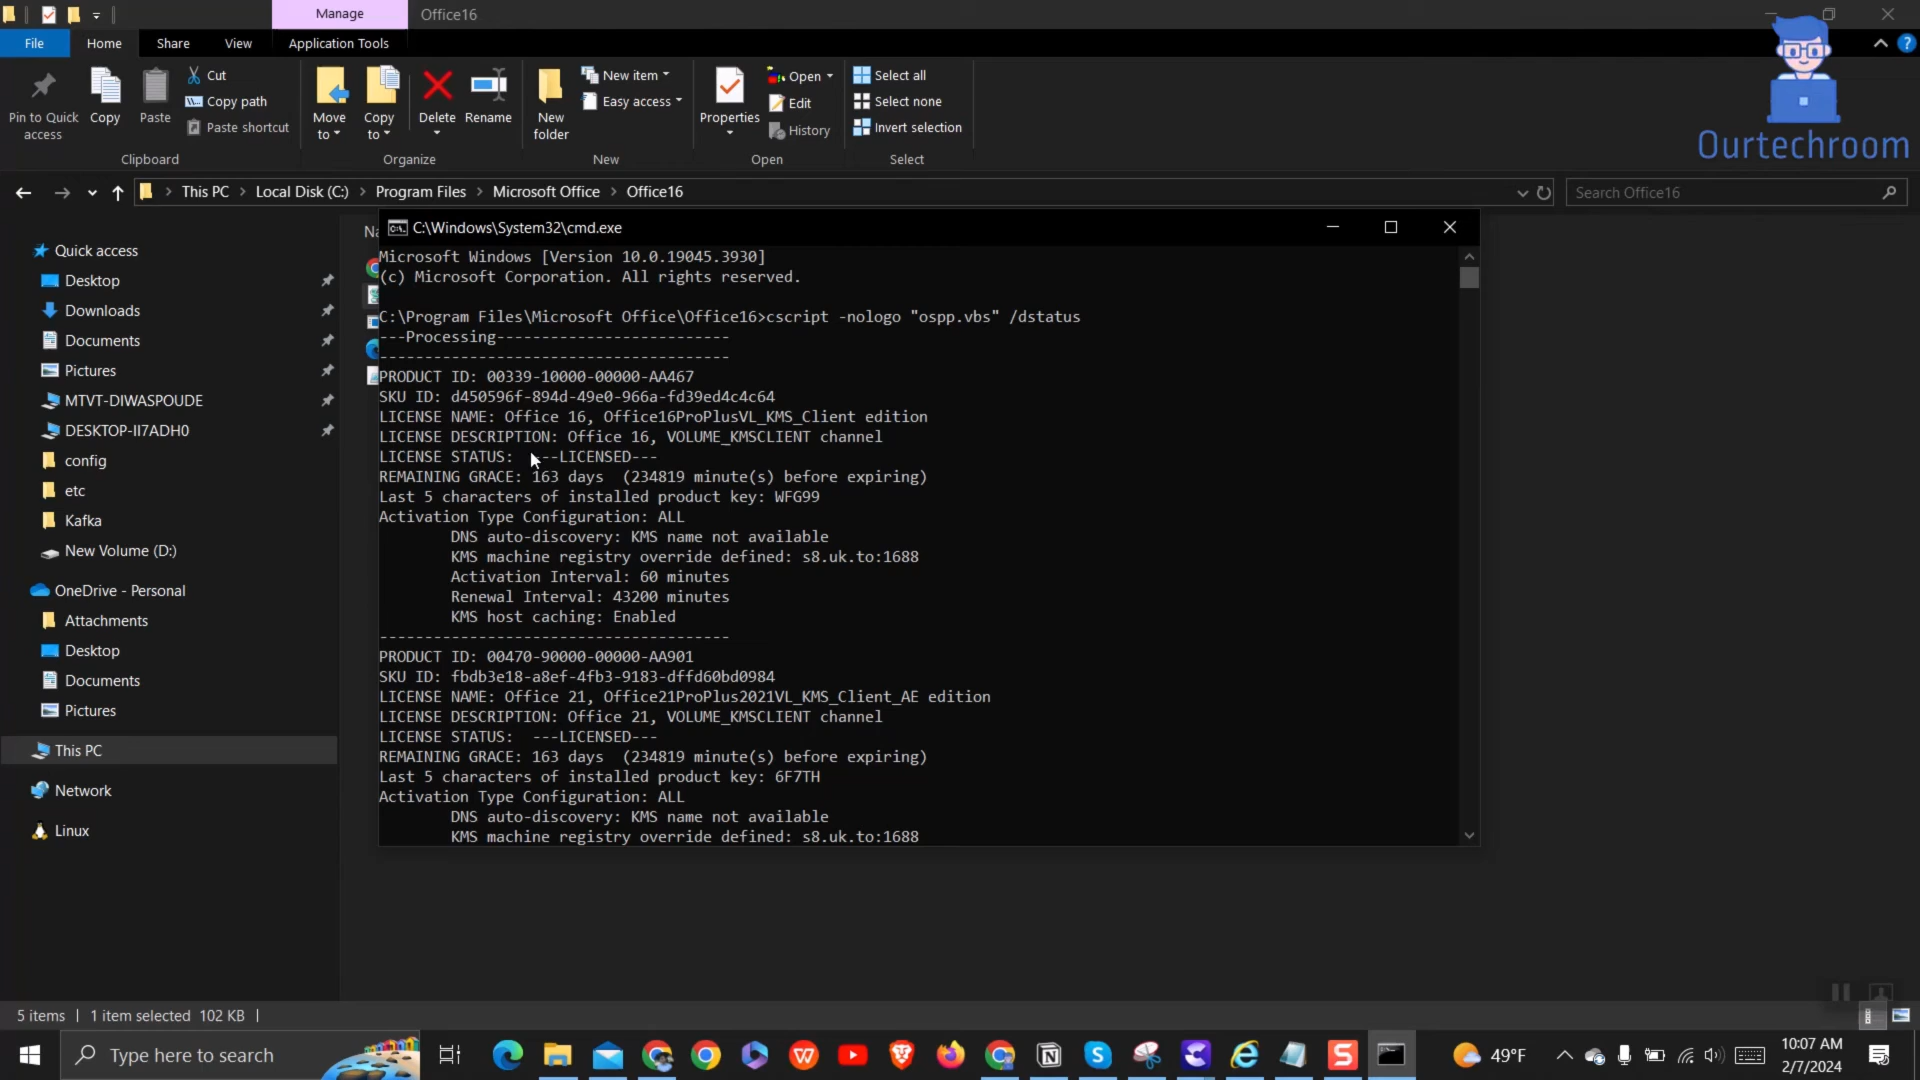 Manage
Office16
File
Home
Share
View
Application Tools
Pin to Quick access
Copy
Paste
Cut
Copy path
Paste shortcut
Clipboard
Move to
Copy to
Delete
Rename
Organize
New folder
New item
Easy access
New
Properties
Open
Edit
History
Open
Select all
Select none
Invert selection
Select
Ourtechroom
This PC > Local Disk (C:) > Program Files > Microsoft Office > Office16
Search Office16
Quick access
Desktop
Downloads
Documents
Pictures
MTVT-DIWASPOUDE
DESKTOP-II7ADH0
config
etc
Kafka
New Volume (D:)
OneDrive - Personal
Attachments
Desktop
Documents
Pictures
This PC
Network
Linux
Na
C:\Windows\System32\cmd.exe
Microsoft Windows [Version 10.0.19045.3930]
(c) Microsoft Corporation. All rights reserved.
C:\Program Files\Microsoft Office\Office16>cscript -nologo "ospp.vbs" /dstatus
---Processing--------------------------
---------------------------------------
PRODUCT ID: 00339-10000-00000-AA467
SKU ID: d450596f-894d-49e0-966a-fd39ed4c4c64
LICENSE NAME: Office 16, Office16ProPlusVL_KMS_Client edition
LICENSE DESCRIPTION: Office 16, VOLUME_KMSCLIENT channel
LICENSE STATUS:  ---LICENSED---
REMAINING GRACE: 163 days  (234819 minute(s) before expiring)
Last 5 characters of installed product key: WFG99
Activation Type Configuration: ALL
DNS auto-discovery: KMS name not available
KMS machine registry override defined: s8.uk.to:1688
Activation Interval: 60 minutes
Renewal Interval: 43200 minutes
KMS host caching: Enabled
---------------------------------------
PRODUCT ID: 00470-90000-00000-AA901
SKU ID: fbdb3e18-a8ef-4fb3-9183-dffd60bd0984
LICENSE NAME: Office 21, Office21ProPlus2021VL_KMS_Client_AE edition
LICENSE DESCRIPTION: Office 21, VOLUME_KMSCLIENT channel
LICENSE STATUS:  ---LICENSED---
REMAINING GRACE: 163 days  (234819 minute(s) before expiring)
Last 5 characters of installed product key: 6F7TH
Activation Type Configuration: ALL
DNS auto-discovery: KMS name not available
KMS machine registry override defined: s8.uk.to:1688
5 items | 1 item selected 102 KB |
Type here to search
49°F
10:07 AM
2/7/2024